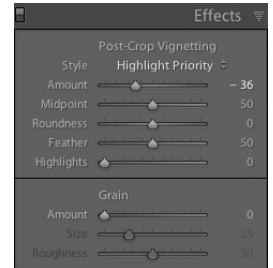 Effects
Post-Crop Vignetting
Style Highlight Priority
Amount − 36
Midpoint 50
Roundness 0
Feather 50
Highlights 0
Grain
Amount 0
Size 25
Roughness 50